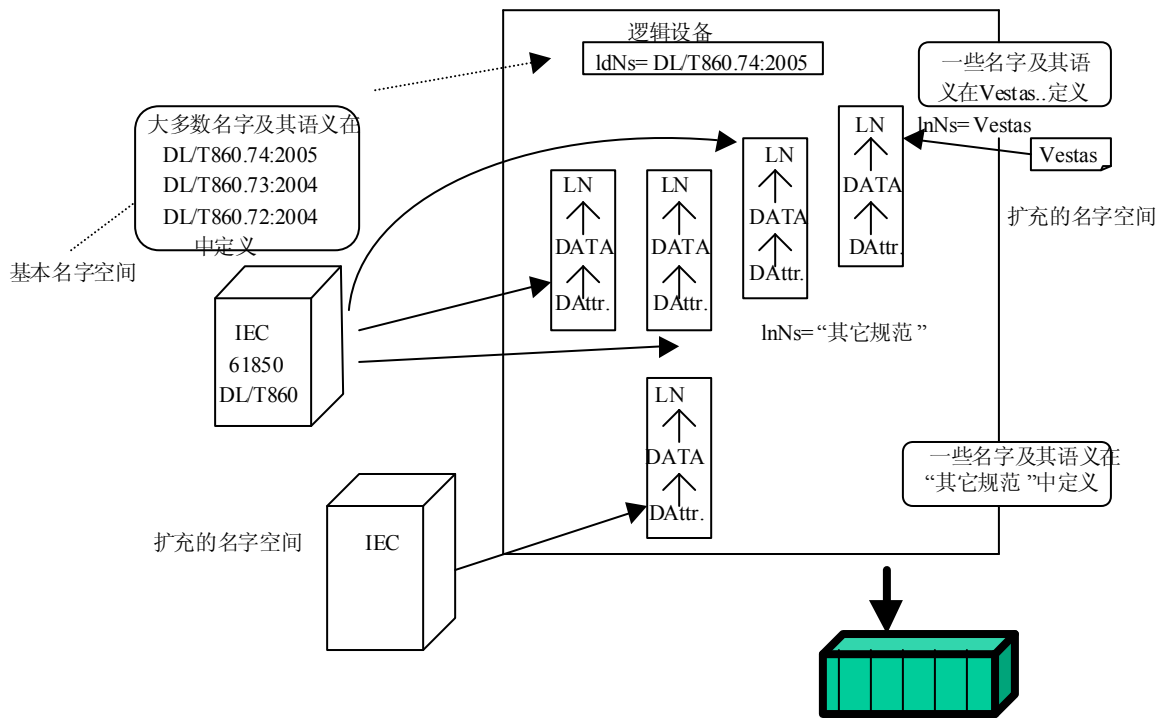 逻辑设备
ldNs= DL/T860.74:2005
一些名字及其语
义在Vestas..定义
lnNs= Vestas
Vestas
扩充的名字空间
大多数名字及其语义在
DL/T860.74:2005
DL/T860.73:2004
DL/T860.72:2004
中定义
基本名字空间
IEC
61850
DL/T860
LN
DATA
DAttr.
LN
DATA
DAttr.
LN
DATA
DAttr.
LN
DATA
DAttr.
lnNs= “其它规范 ”
LN
DATA
DAttr.
一些名字及其语义在
“其它规范 ”中定义
扩充的名字空间
IEC